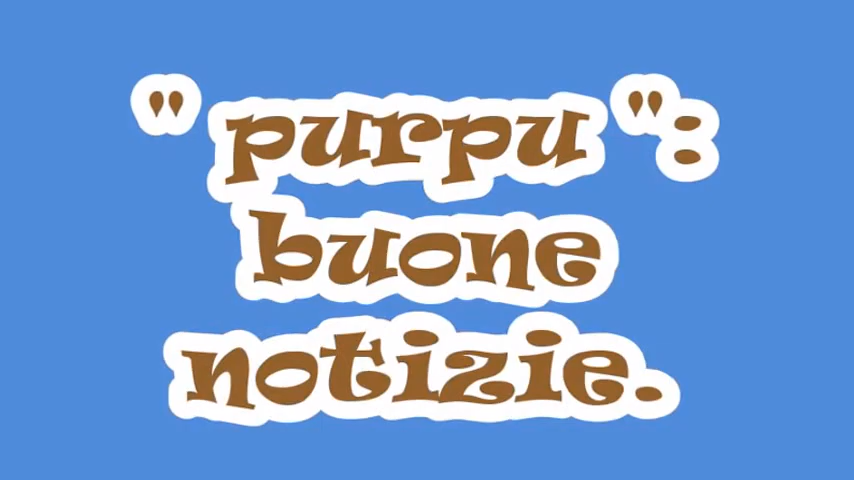 " purpu ":
buone
notizie.